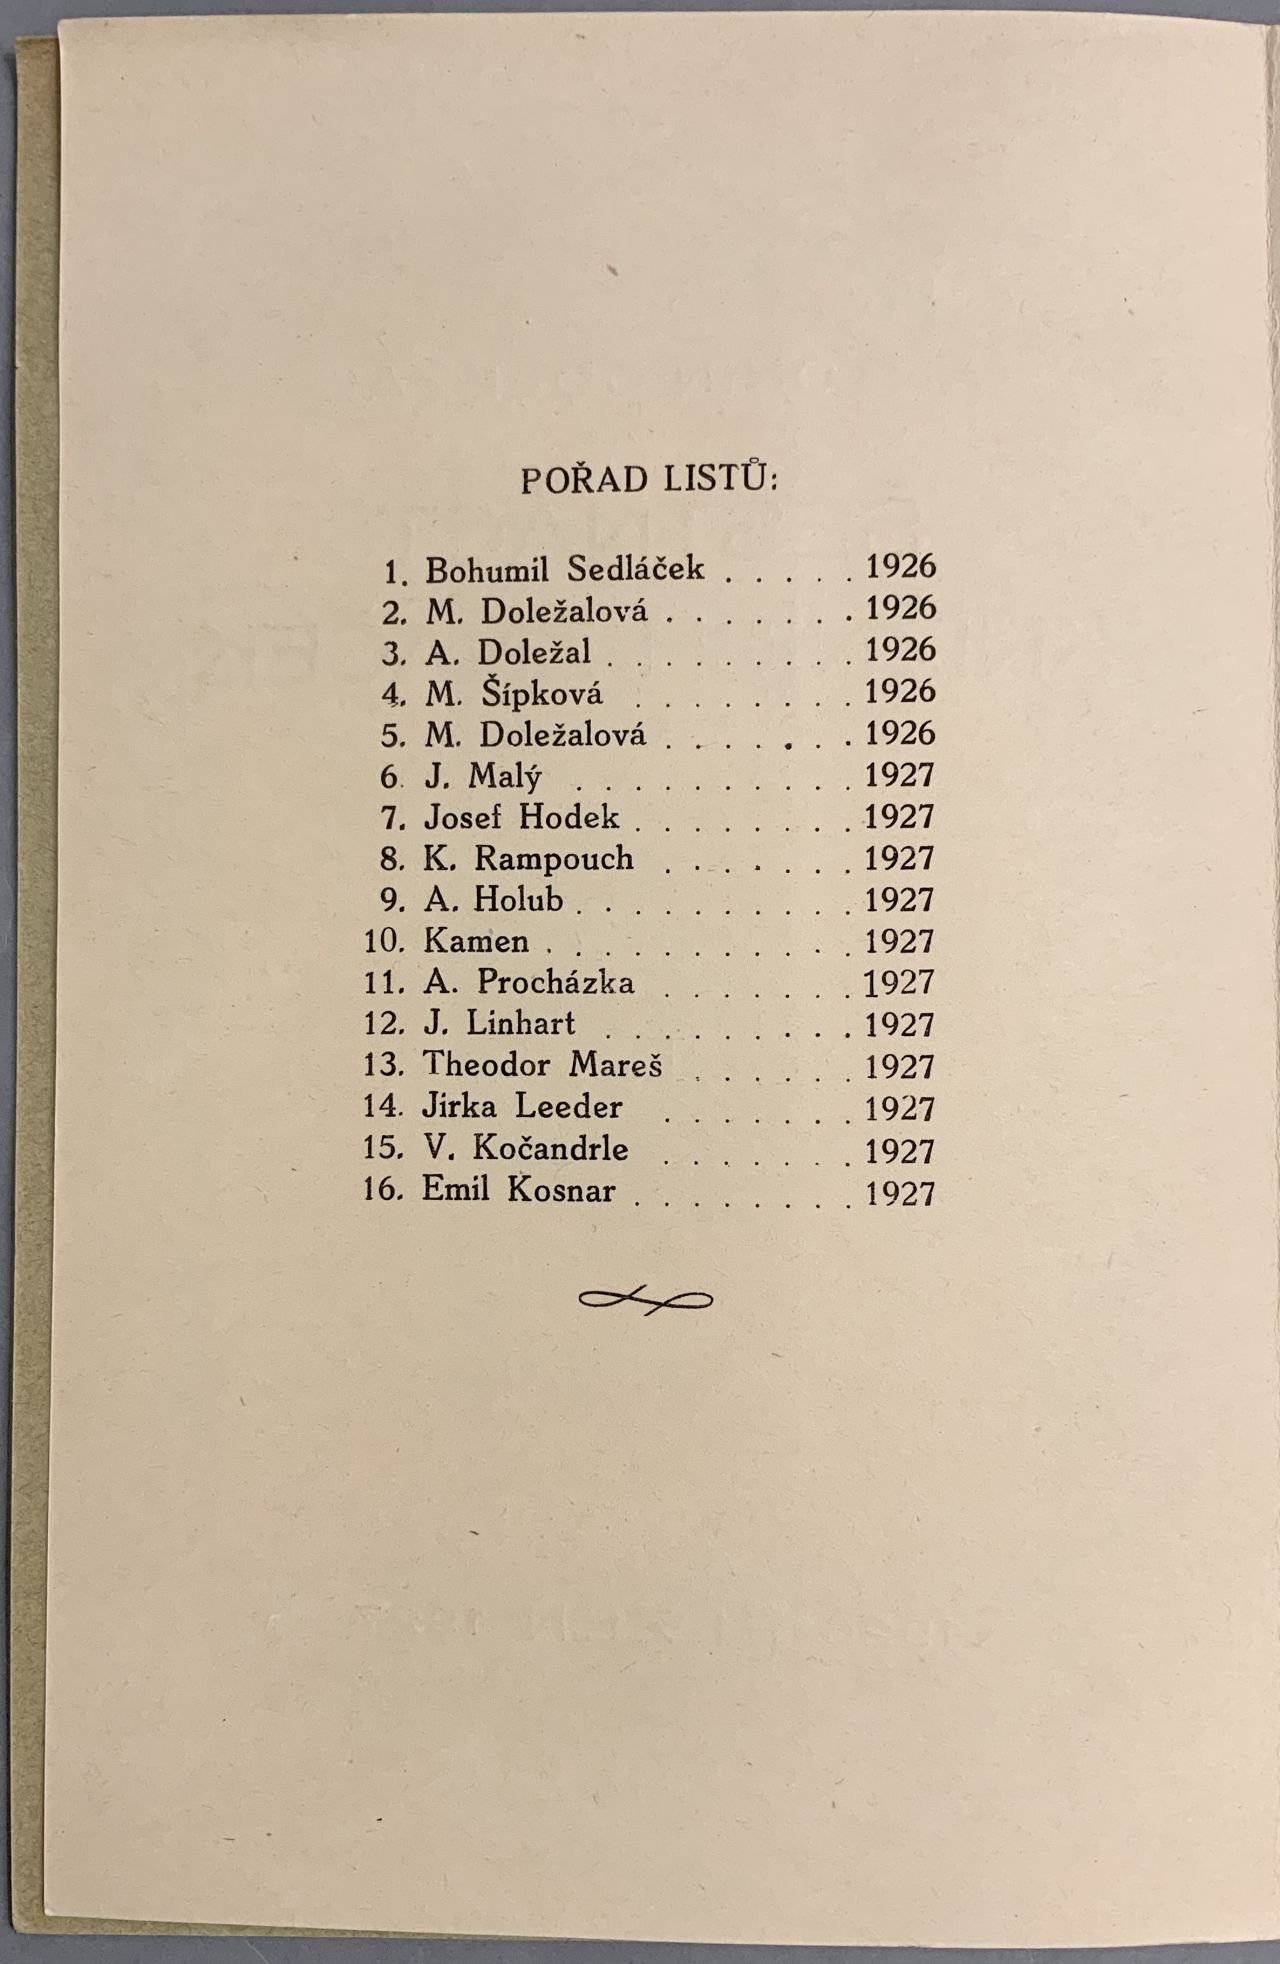 POŘAD LISTŮ:
1. Bohumil Sedláček . . . . . 1926
2. M. Doležalová . . . . . . . 1926
3. A. Doležal . . . . . . . . . 1926
4. M. Šípková . . . . . . . . 1926
5. M. Doležalová . . . . . . . 1926
6. J. Malý . . . . . . . . . . 1927
7. Josef Hodek . . . . . . . . 1927
8. K. Rampouch . . . . . . . 1927
9. A. Holub . . . . . . . . . . 1927
10. Kamen . . . . . . . . . . . 1927
11. A. Procházka . . . . . . . 1927
12. J. Linhart . . . . . . . . . 1927
13. Theodor Mareš . . . . . . 1927
14. Jirka Leeder . . . . . . . 1927
15. V. Kočandrle . . . . . . . 1927
16. Emil Kosnar . . . . . . . . 1927